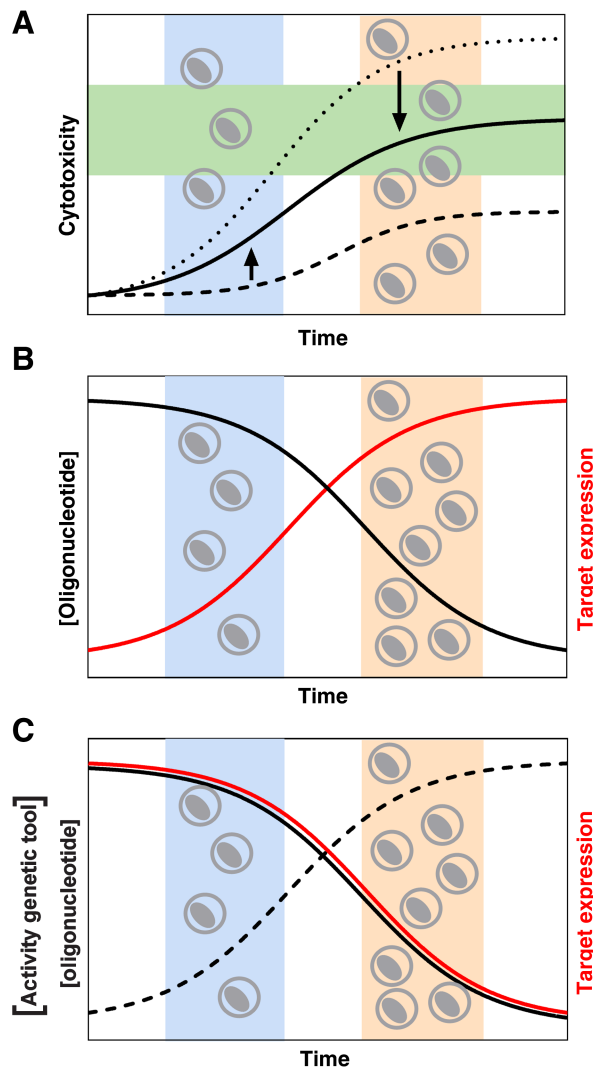 A
Cytotoxicity
Time
B
[Oligonucleotide]
Target expression
Time
C
[Activity genetic tool]
[oligonucleotide]
Target expression
Time